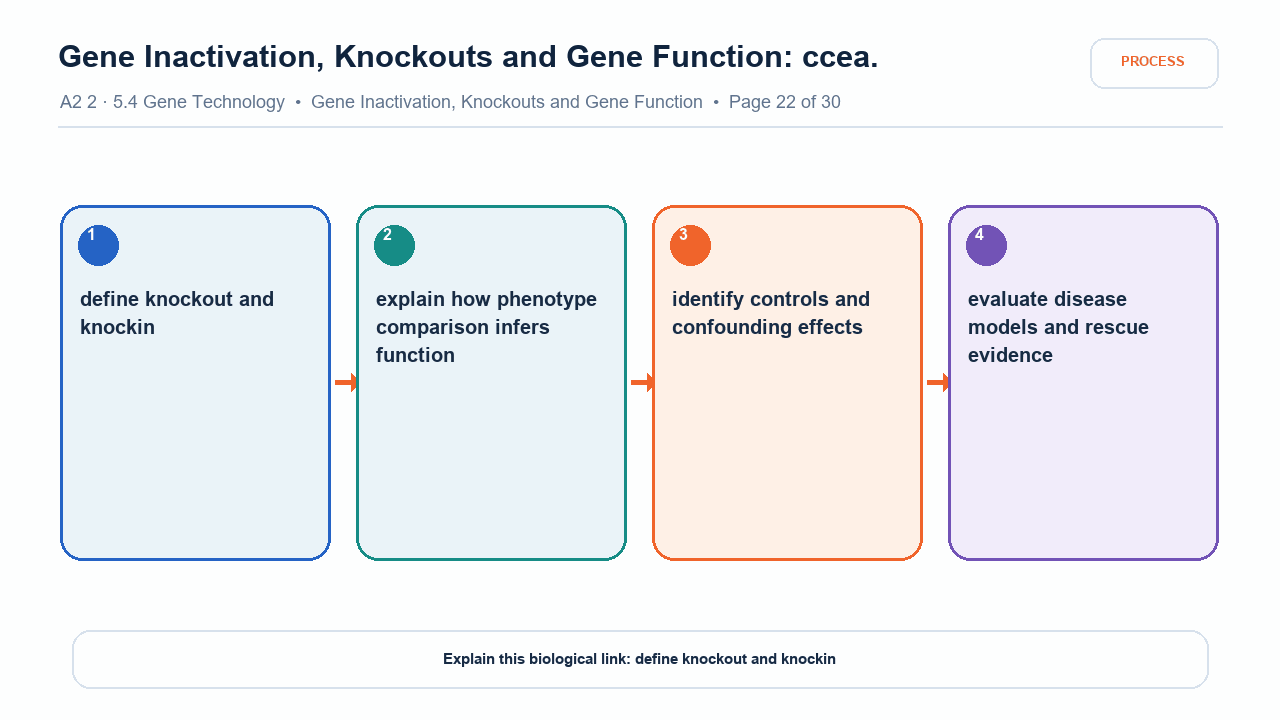 Gene Inactivation, Knockouts and Gene Function: ccea.
PROCESS
A2 2 · 5.4 Gene Technology • Gene Inactivation, Knockouts and Gene Function • Page 22 of 30
1
define knockout and
knockin
2
explain how phenotype
comparison infers
function
3
identify controls and
confounding effects
4
evaluate disease
models and rescue
evidence
Explain this biological link: define knockout and knockin